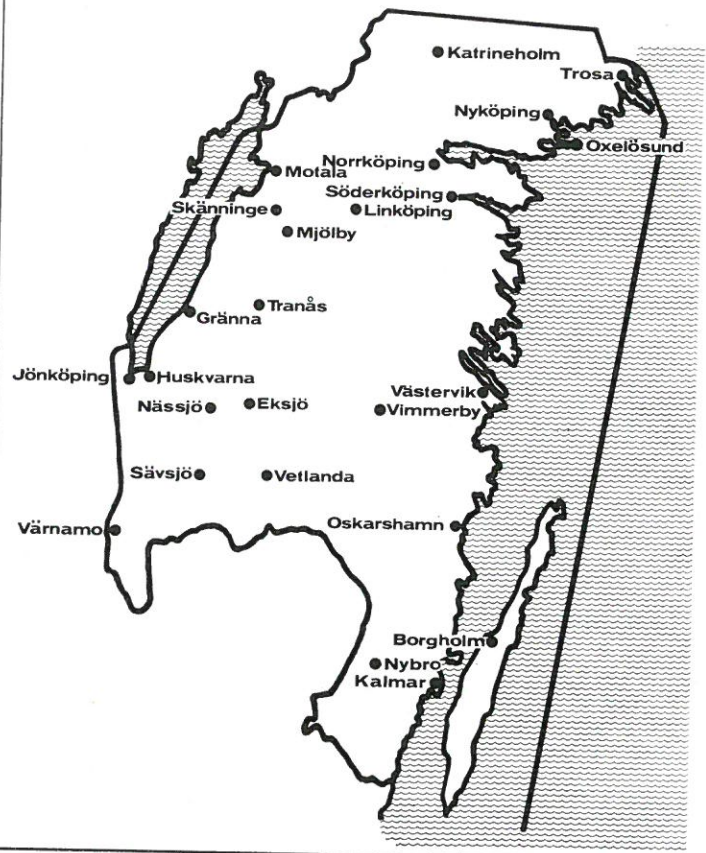 Katrineholm
Trosa
Nyköping
Oxelösund
Norrköping
Motala
Söderköping
Skänninge
Linköping
Mjölby
Tranås
Gränna
Jönköping
Huskvarna
Västervik
Nässjö
Eksjö
Vimmerby
Sävsjö
Vetlanda
Värnamo
Oskarshamn
Borgholm
Nybro
Kalmar